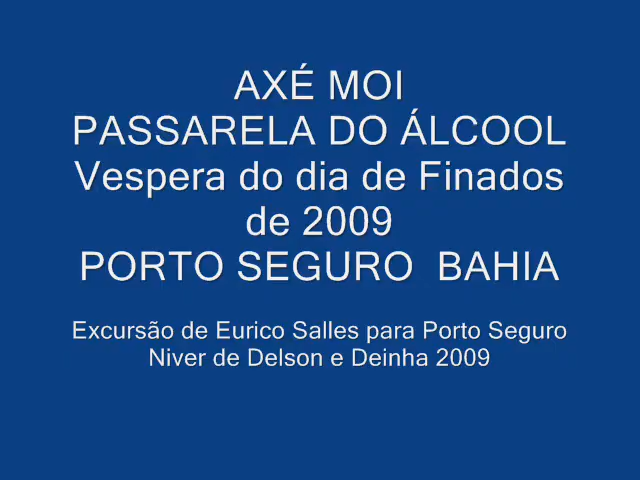 AXÉ MOI
PASSARELA DO ÁLCOOL
Vespera do dia de Finados
de 2009
PORTO SEGURO  BAHIA
Excursão de Eurico Salles para Porto Seguro
Niver de Delson e Deinha 2009